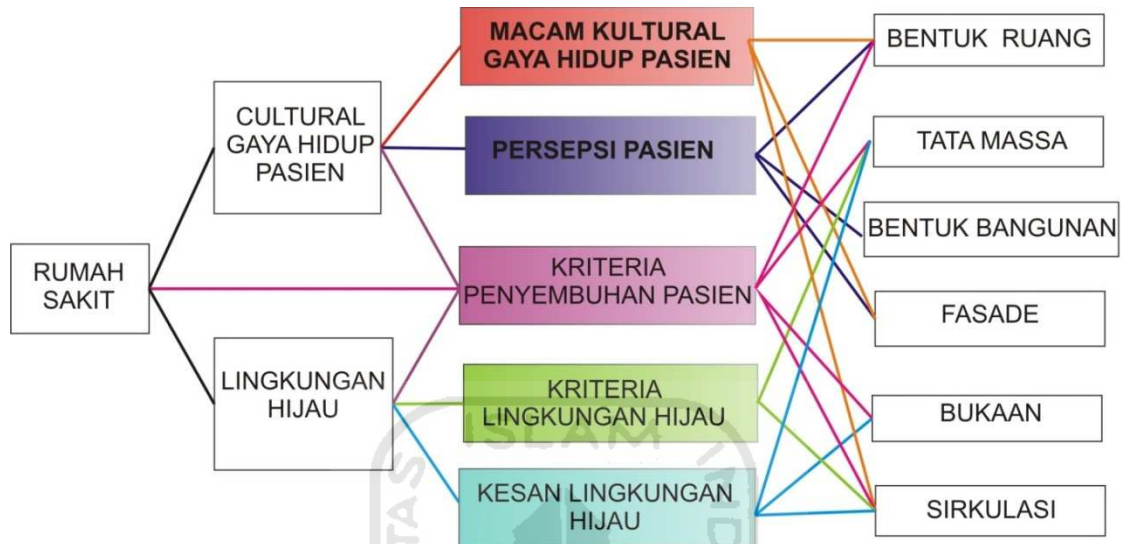 RUMAH
SAKIT
CULTURAL
GAYA HIDUP
PASIEN
LINGKUNGAN
HIJAU
MACAM KULTURAL
GAYA HIDUP PASIEN
PERSEPSI PASIEN
KRITERIA
PENYEMBUHAN PASIEN
KRITERIA
LINGKUNGAN HIJAU
KESAN LINGKUNGAN
HIJAU
BENTUK RUANG
TATA MASSA
BENTUK BANGUNAN
FASADE
BUKAAN
SIRKULASI
ISLAM